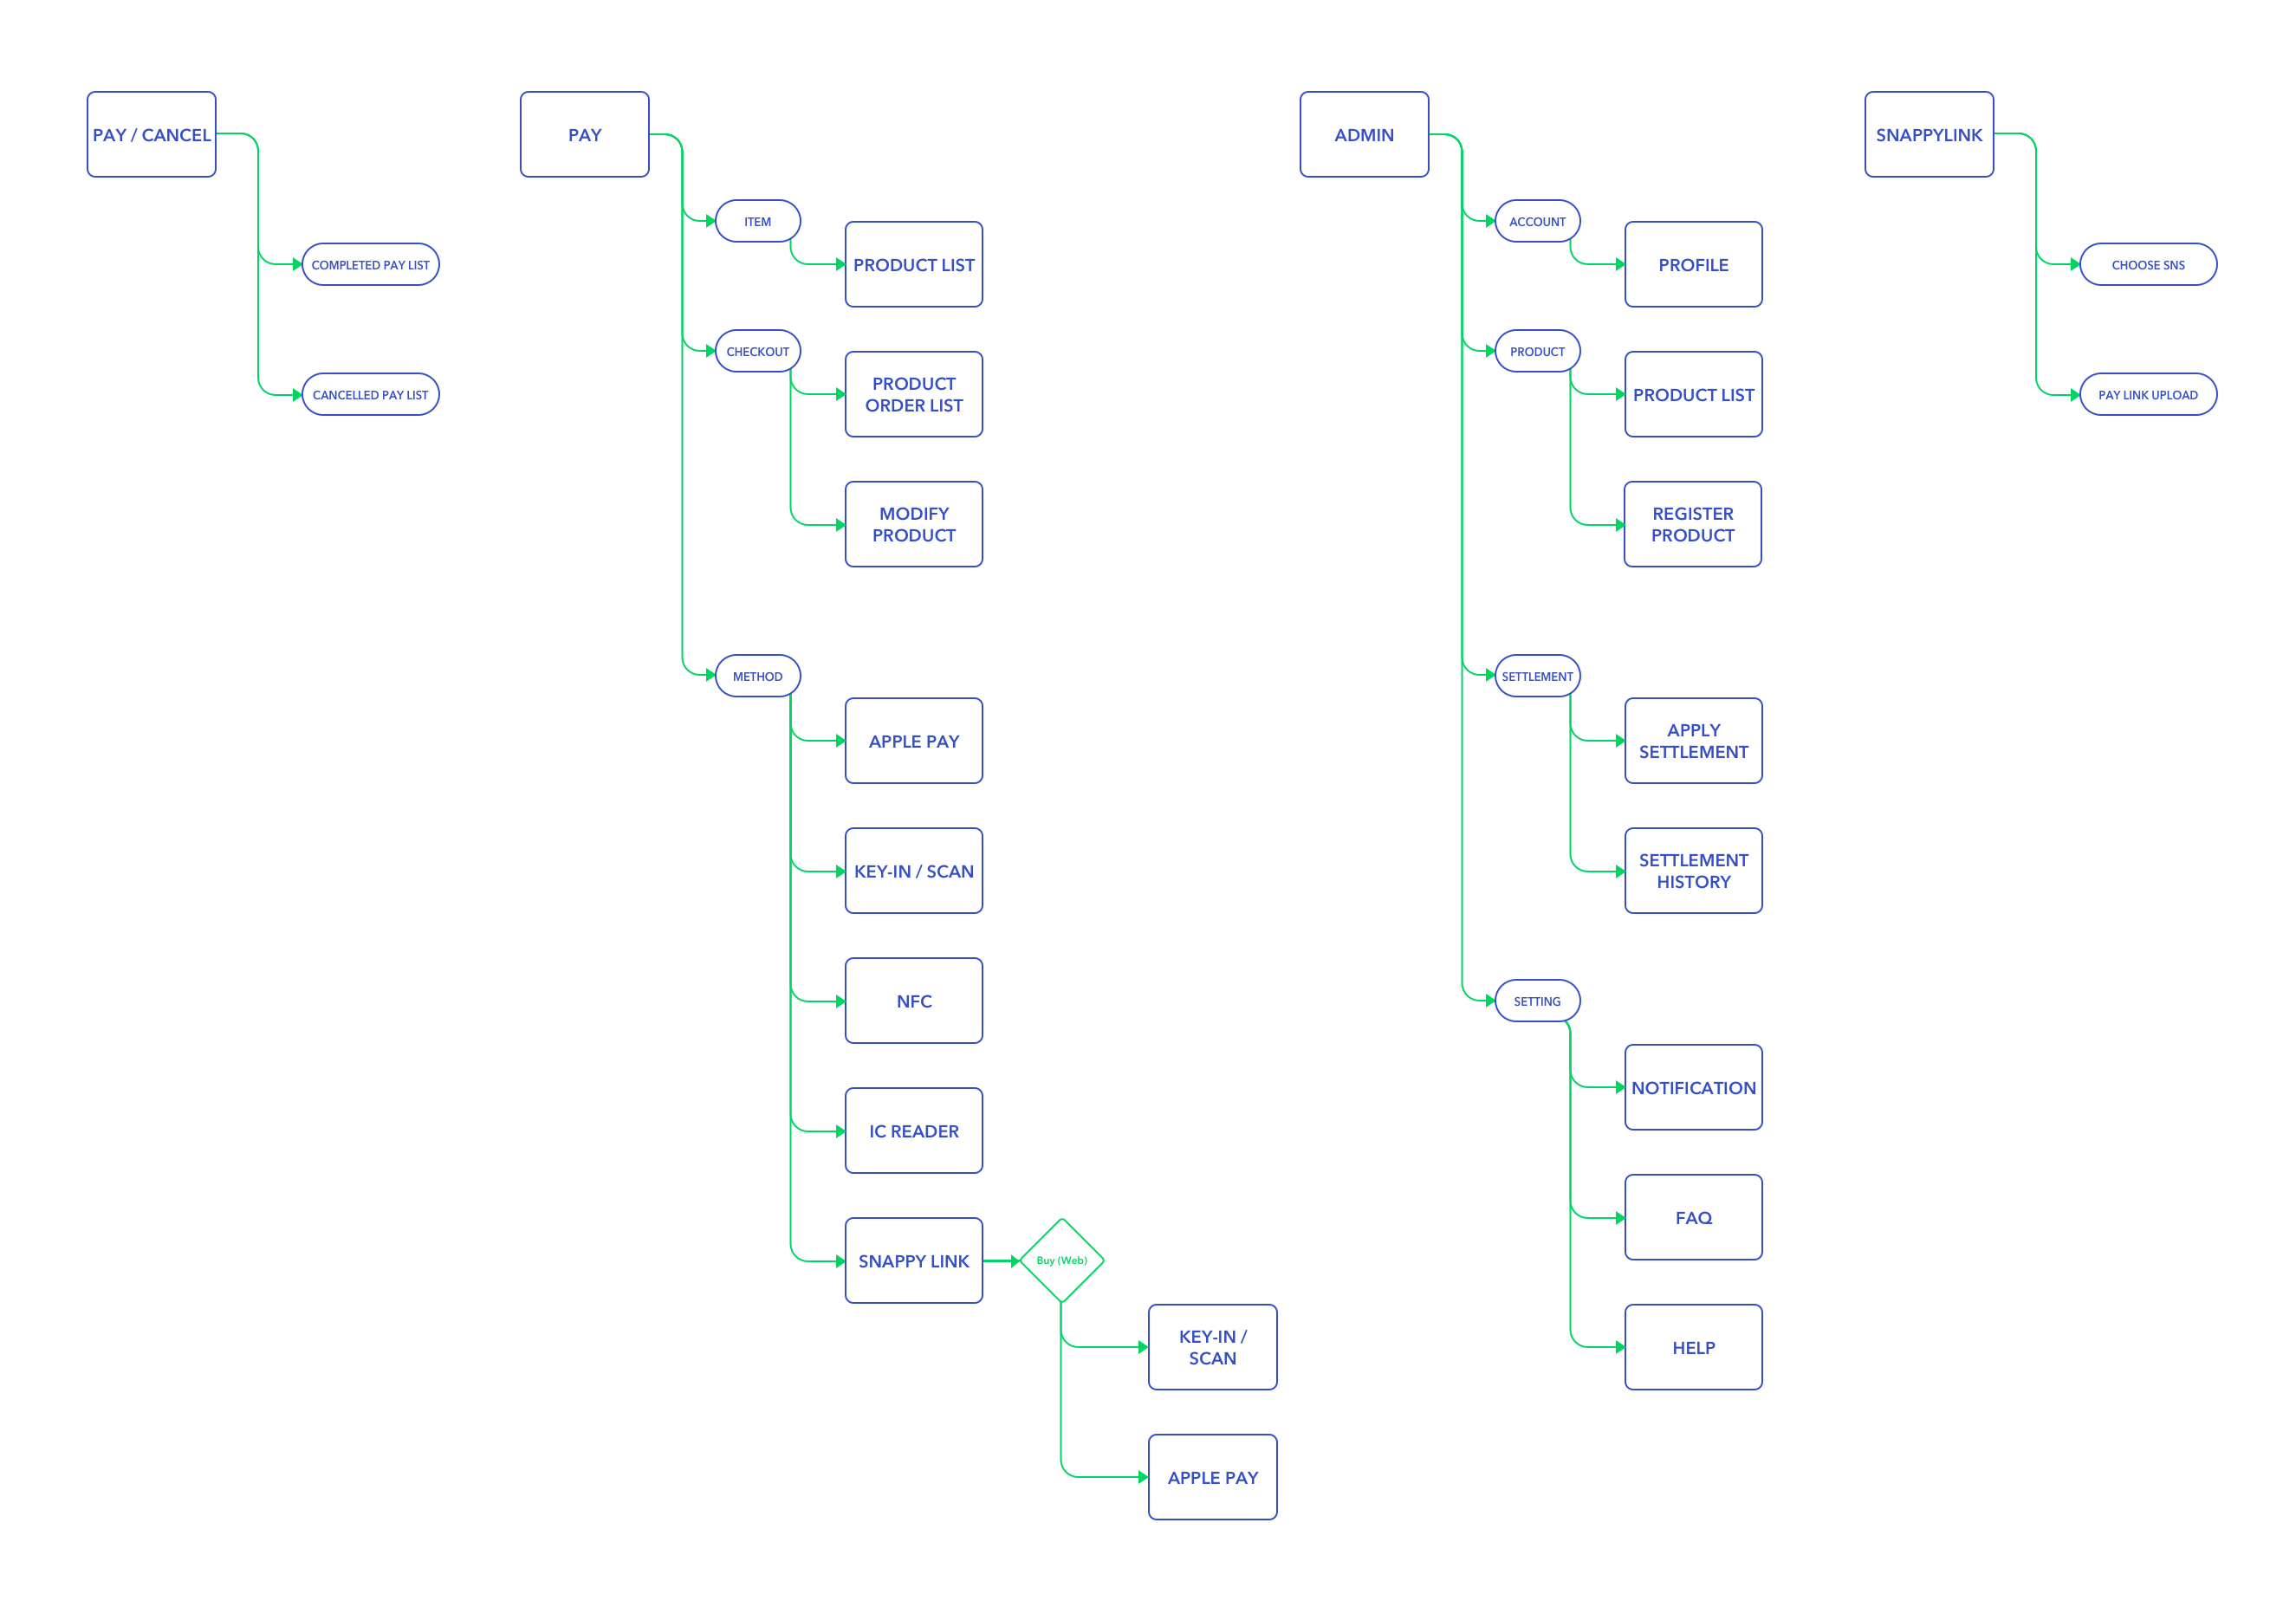 PAY / CANCEL
COMPLETED PAY LIST
CANCELLED PAY LIST
PAY
ITEM
PRODUCT LIST
CHECKOUT
PRODUCT
ORDER LIST
MODIFY
PRODUCT
METHOD
APPLE PAY
KEY-IN / SCAN
NFC
IC READER
SNAPPY LINK
Buy (Web)
KEY-IN /
SCAN
APPLE PAY
ADMIN
ACCOUNT
PROFILE
PRODUCT
PRODUCT LIST
REGISTER
PRODUCT
SETTLEMENT
APPLY
SETTLEMENT
SETTLEMENT
HISTORY
SETTING
NOTIFICATION
FAQ
HELP
SNAPPYLINK
CHOOSE SNS
PAY LINK UPLOAD